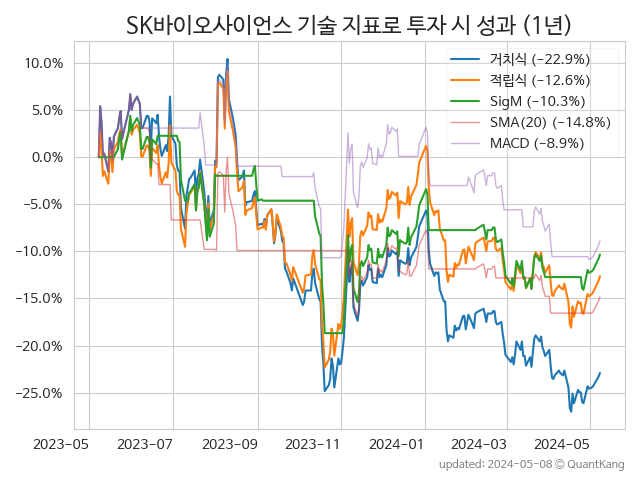 SK바이오사이언스 기술 지표로 투자 시 성과 (1년)
거치식 (−22.9%)
적립식 (−12.6%)
SigM (−10.3%)
SMA(20) (−14.8%)
MACD (−8.9%)
10.0%
5.0%
0.0%
−5.0%
−10.0%
−15.0%
−20.0%
−25.0%
2023-05 2023-07 2023-09 2023-11 2024-01 2024-03 2024-05
updated: 2024-05-08 © QuantKang